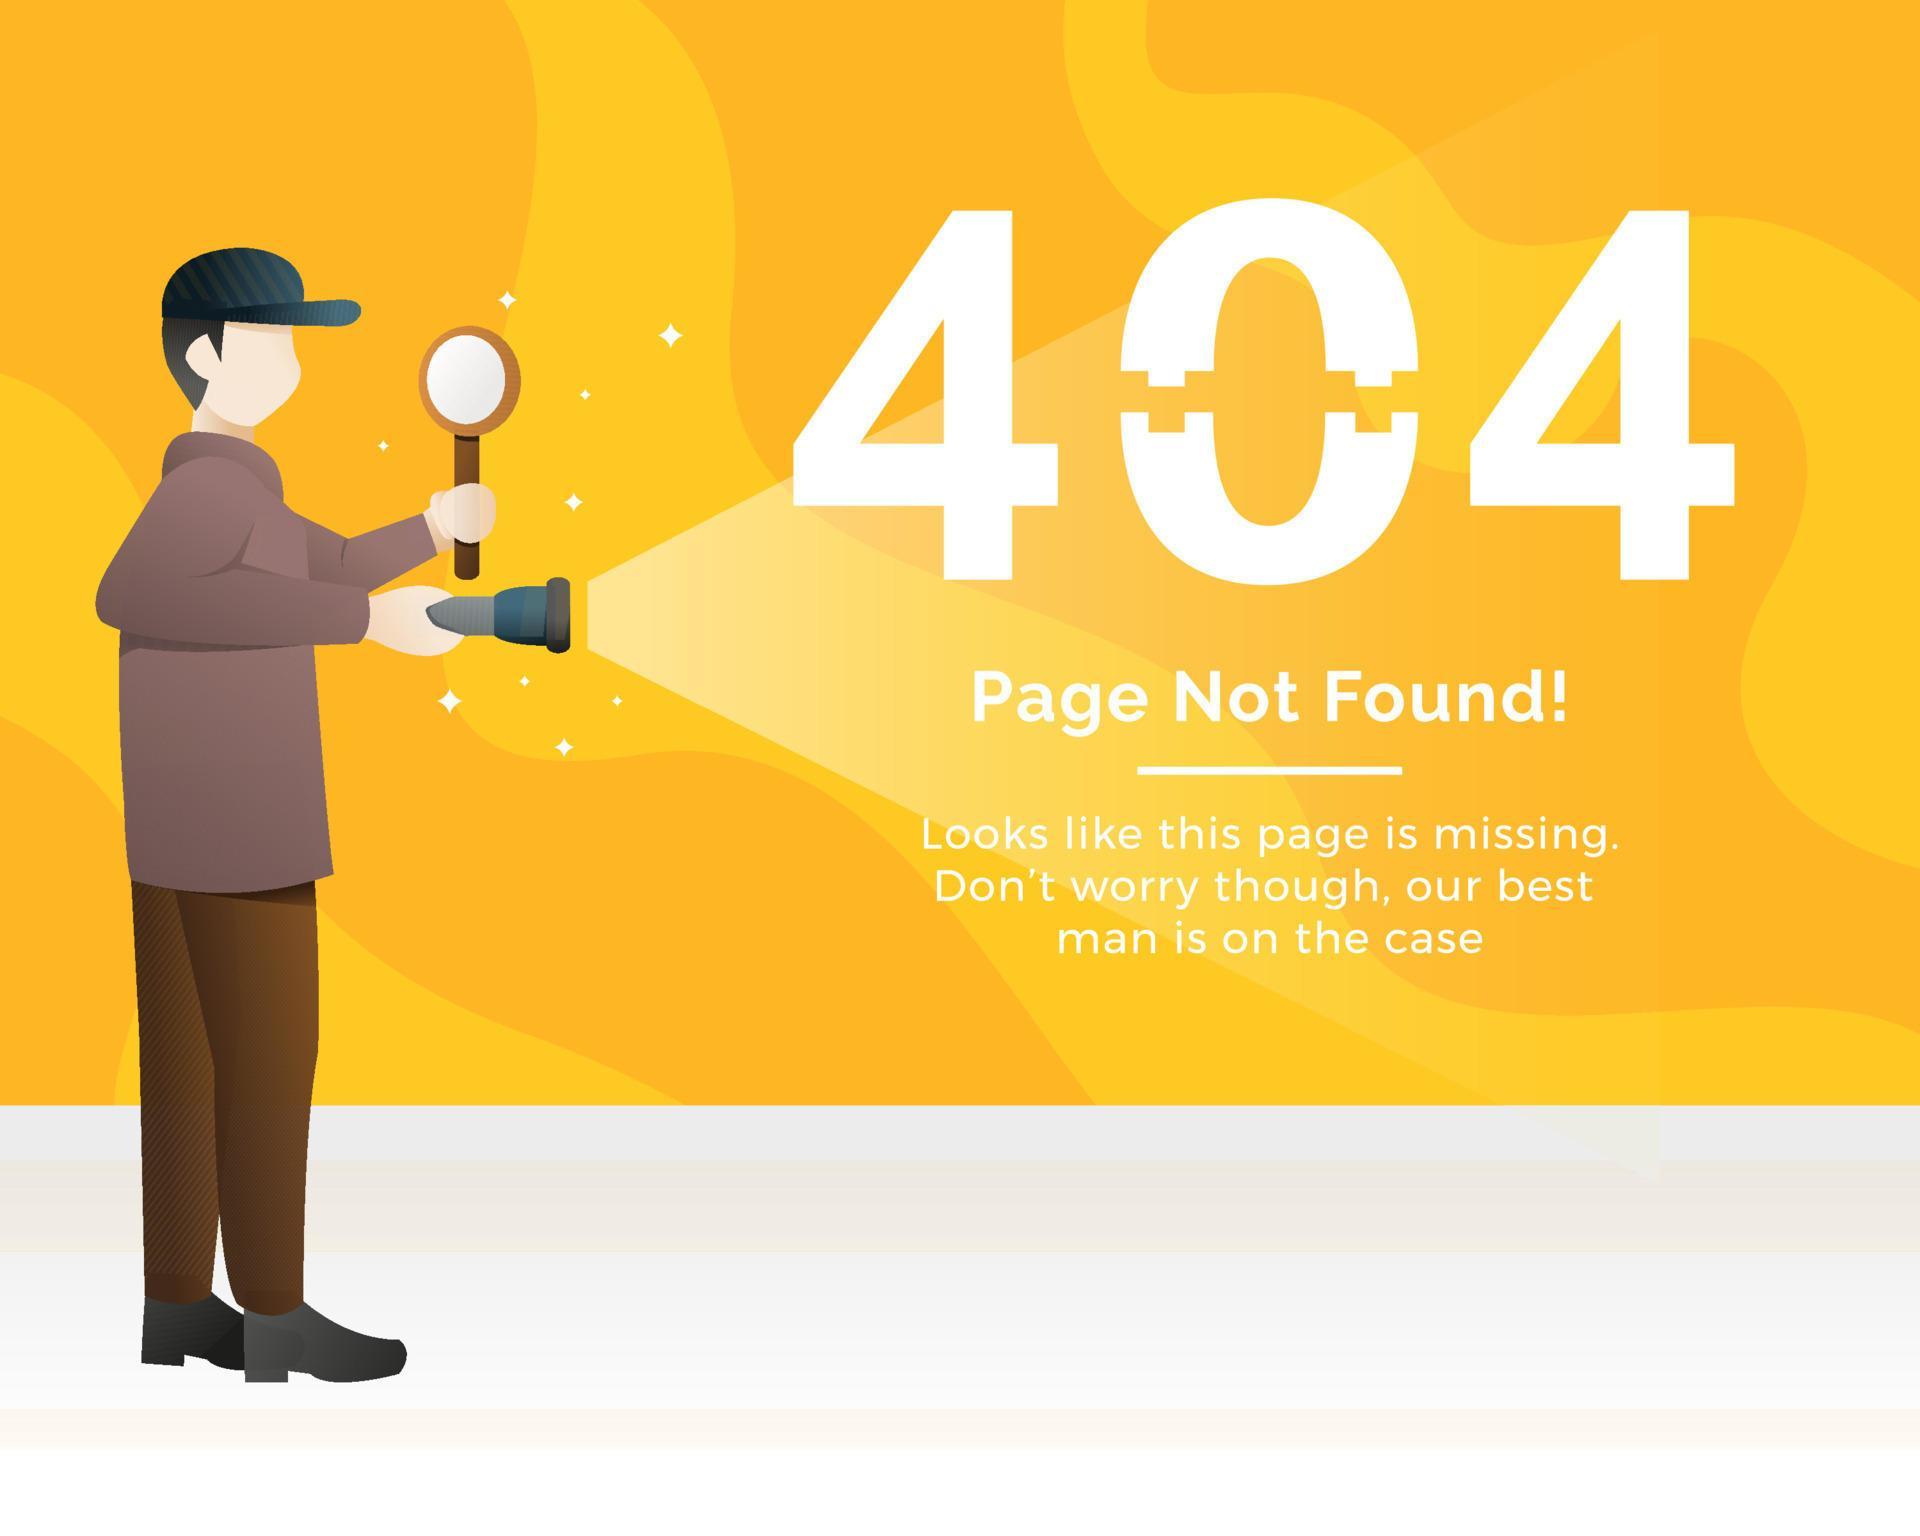 404
Page Not Found!
Looks like this page is missing.
Don’t worry though, our best
man is on the case